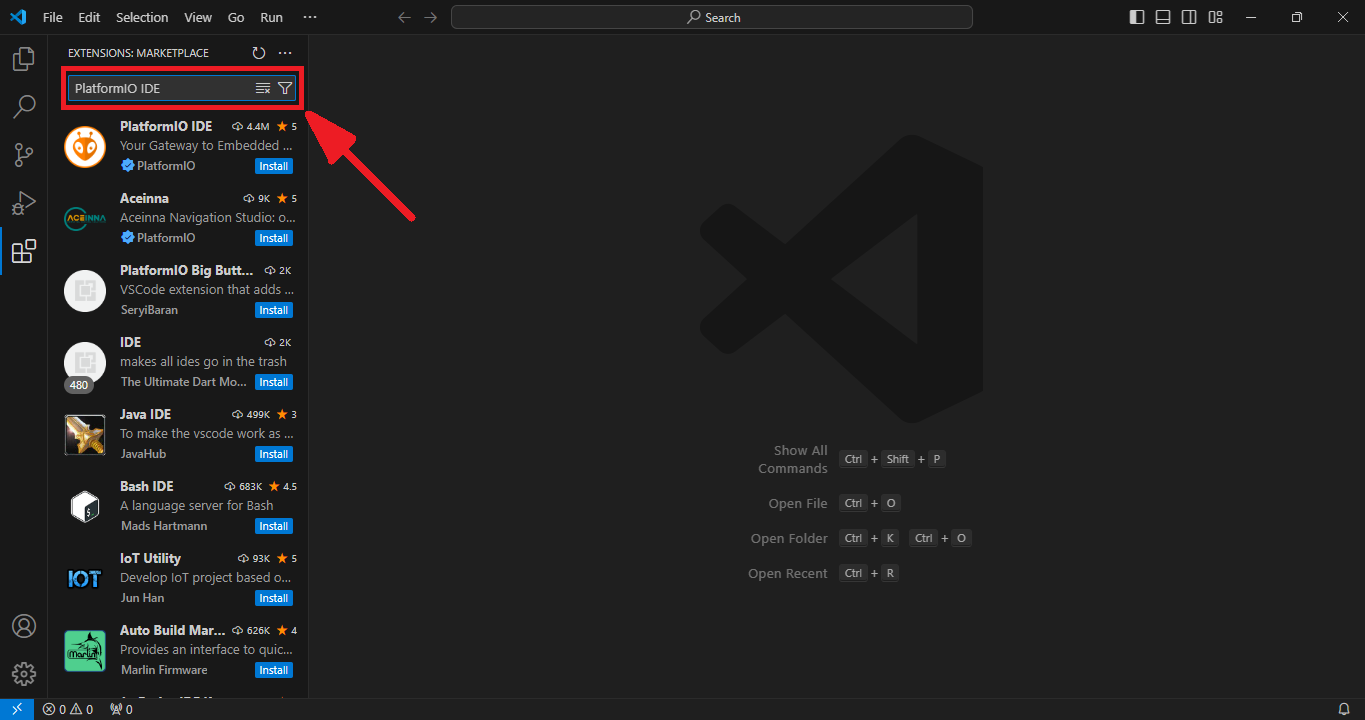 File Edit Selection View Go Run ···
Search
EXTENSIONS: MARKETPLACE
PlatformIO IDE
PlatformIO IDE 4.4M 5
Your Gateway to Embedded ...
PlatformIO Install
Aceinna 9K 5
ACEINNA
Aceinna Navigation Studio: o...
PlatformIO Install
PlatformIO Big Butt... 2K
VSCode extension that adds ...
SeryiBaran Install
IDE 2K
makes all ides go in the trash
480
The Ultimate Dart Mo... Install
Java IDE 499K 3
To make the vscode work as ...
JavaHub Install
Bash IDE 683K 4.5
A language server for Bash
$_
Mads Hartmann Install
IoT Utility 93K 5
IOT
Develop IoT project based o...
Jun Han Install
Auto Build Mar... 626K 4
Provides an interface to quic...
Marlin
Marlin Firmware Install
Show All
Commands
Ctrl + Shift + P
Open File Ctrl + O
Open Folder Ctrl + K Ctrl + O
Open Recent Ctrl + R
0 0 0